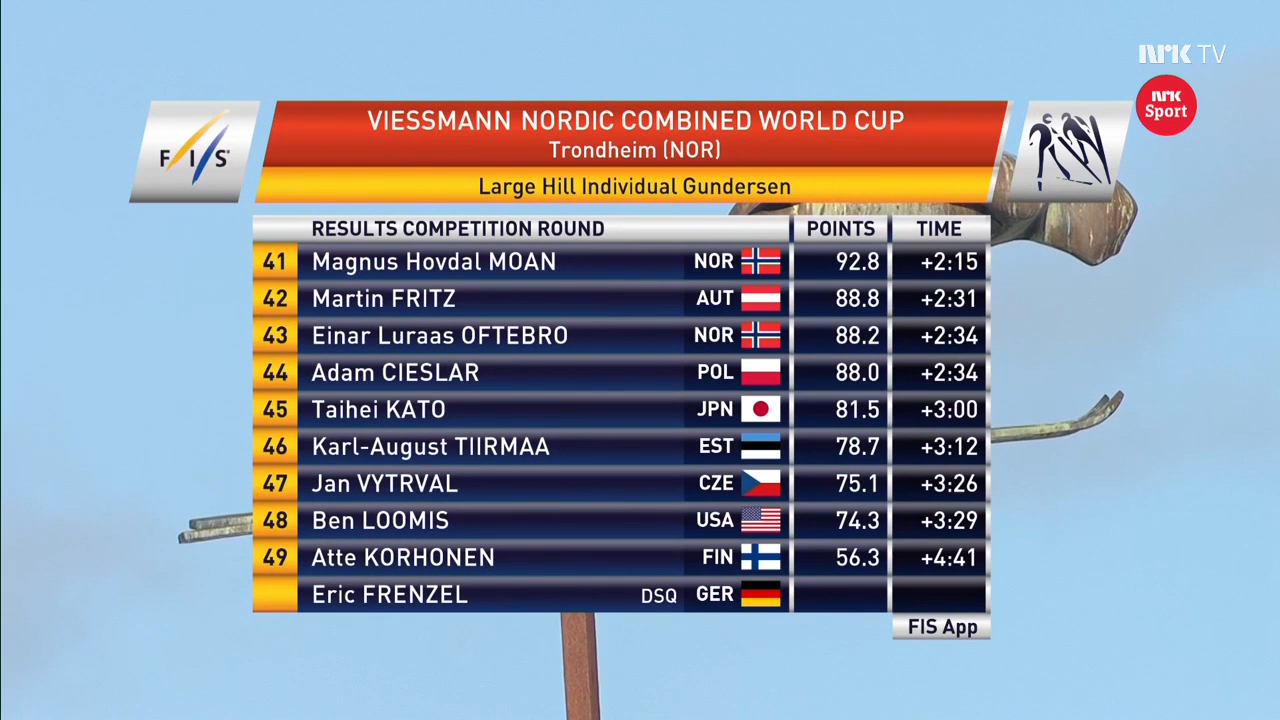 nrk TV
nrk
Sport
FIS
VIESSMANN NORDIC COMBINED WORLD CUP
Trondheim (NOR)
Large Hill Individual Gundersen
RESULTS COMPETITION ROUND POINTS TIME
41 Magnus Hovdal MOAN NOR 92.8 +2:15
42 Martin FRITZ AUT 88.8 +2:31
43 Einar Luraas OFTEBRO NOR 88.2 +2:34
44 Adam CIESLAR POL 88.0 +2:34
45 Taihei KATO JPN 81.5 +3:00
46 Karl-August TIIRMAA EST 78.7 +3:12
47 Jan VYTRVAL CZE 75.1 +3:26
48 Ben LOOMIS USA 74.3 +3:29
49 Atte KORHONEN FIN 56.3 +4:41
Eric FRENZEL DSQ GER
FIS App